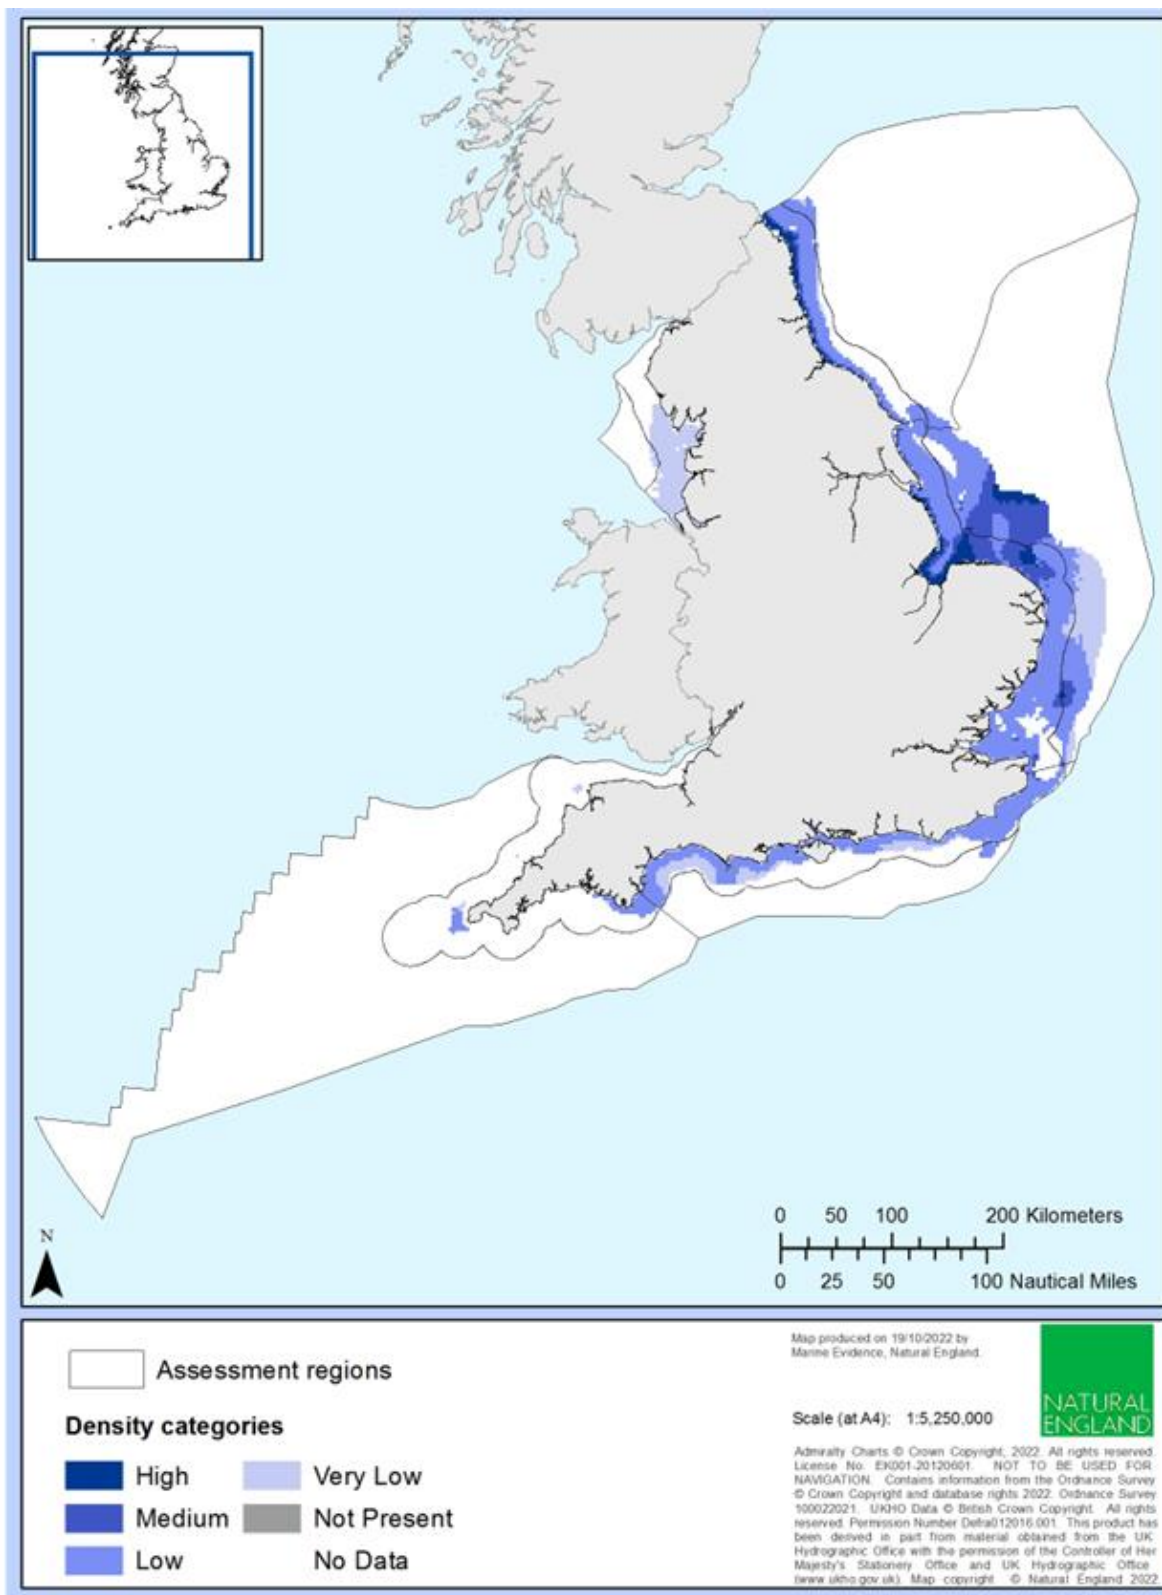 N
0 50 100 200 Kilometers
0 25 50 100 Nautical Miles
Assessment regions
Density categories
High
Medium
Low
Very Low
Not Present
No Data
Map produced on 19/10/2022 by
Marine Evidence, Natural England.
Scale (at A4): 1:5,250,000
NATURAL
ENGLAND
Admiralty Charts © Crown Copyright, 2022. All rights reserved.
License No. EK001-20120601. NOT TO BE USED FOR
NAVIGATION. Contains information from the Ordnance Survey
© Crown Copyright and database rights 2022. Ordnance Survey
100022021. UKHO Data © British Crown Copyright. All rights
reserved. Permission Number Defra012016.001. This product has
been derived in part from material obtained from the UK
Hydrographic Office with the permission of the Controller of Her
Majesty's Stationery Office and UK Hydrographic Office
(www.ukho.gov.uk). Map copyright © Natural England 2022